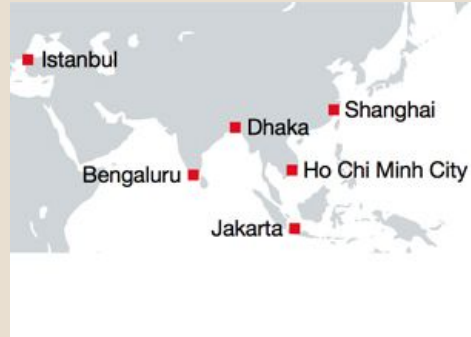 Istanbul
Shanghai
Dhaka
Bengaluru
Ho Chi Minh City
Jakarta